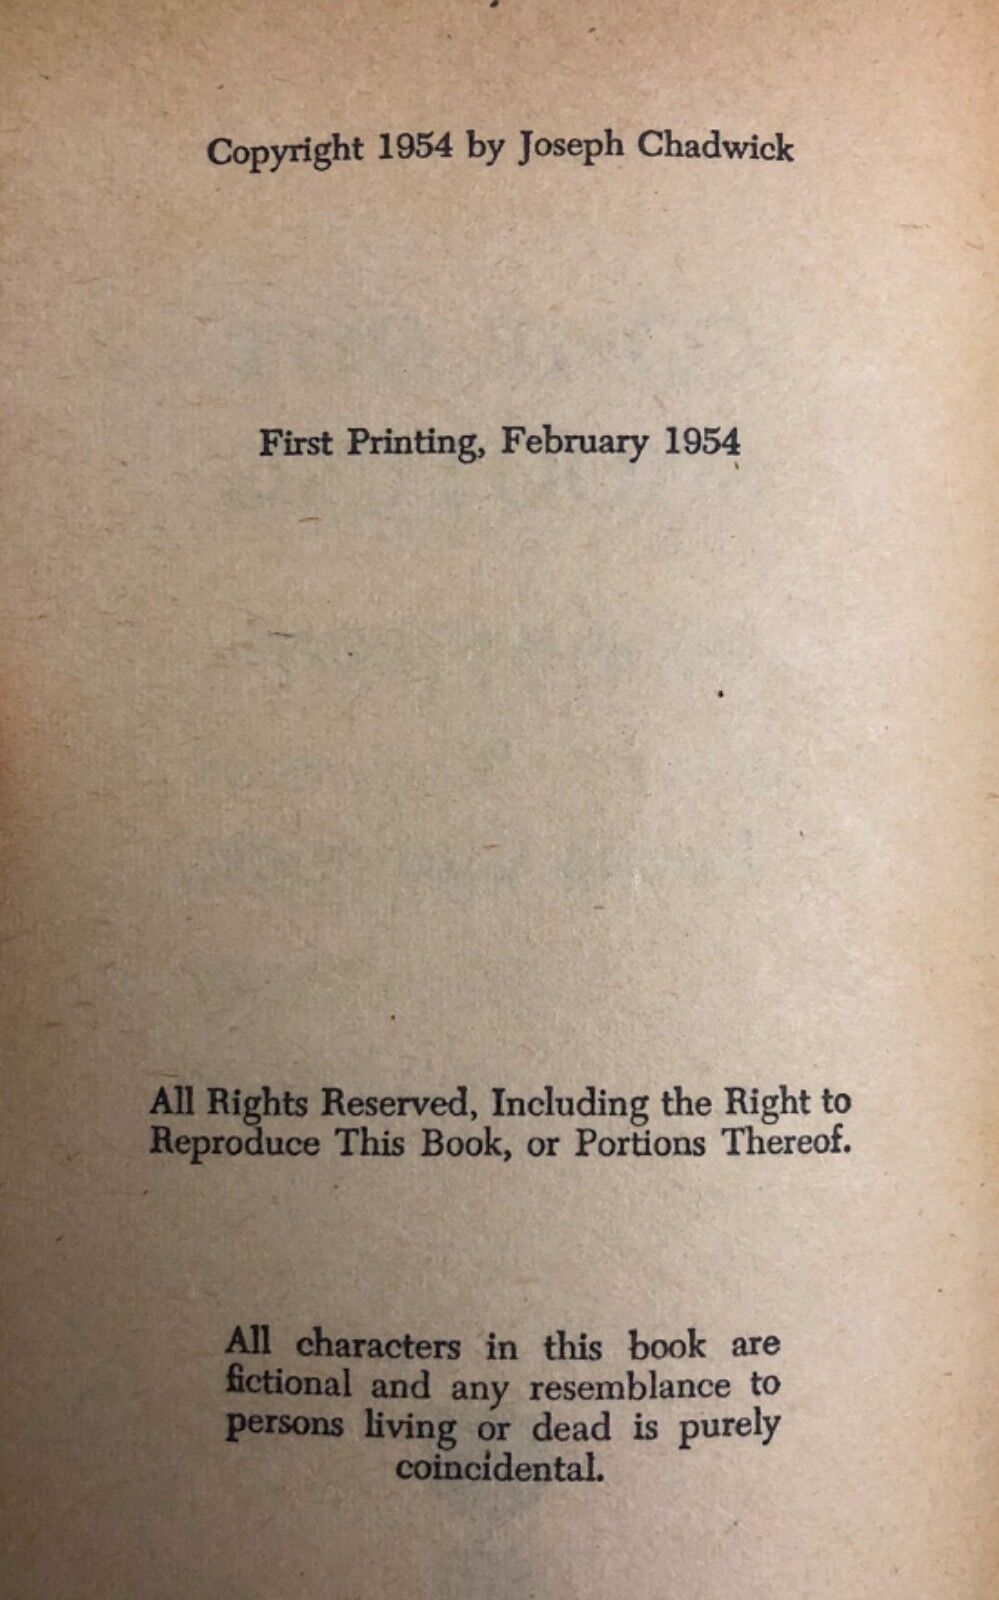 Copyright 1954 by Joseph Chadwick
First Printing, February 1954
All Rights Reserved, Including the Right to
Reproduce This Book, or Portions Thereof.
All characters in this book are
fictional and any resemblance to
persons living or dead is purely
coincidental.